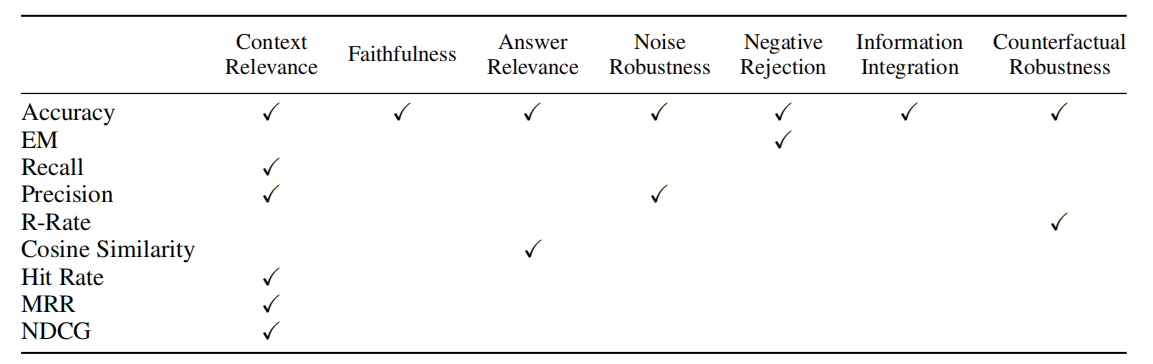 Context Relevance Faithfulness Answer Relevance Noise Robustness Negative Rejection Information Integration Counterfactual Robustness
Accuracy ✓ ✓ ✓ ✓ ✓ ✓ ✓
EM ✓
Recall ✓
Precision ✓ ✓
R-Rate ✓
Cosine Similarity ✓
Hit Rate ✓
MRR ✓
NDCG ✓